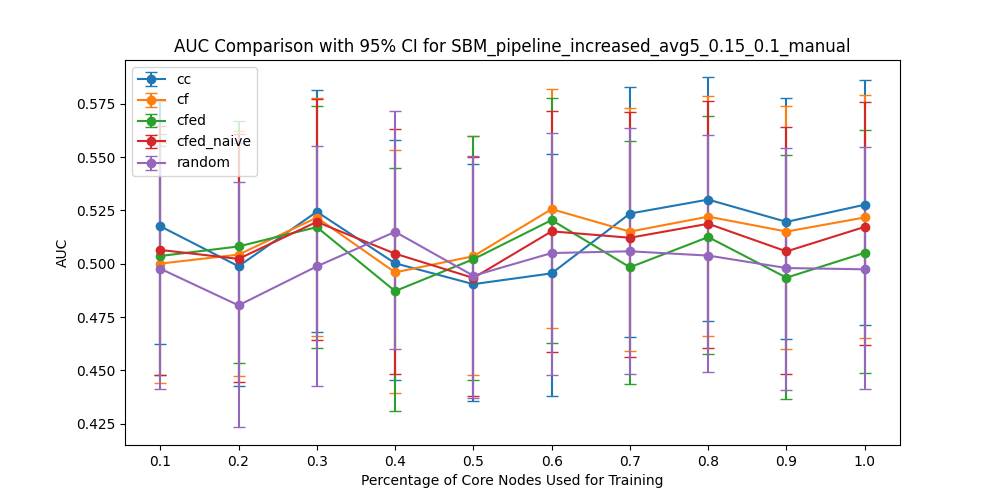 AUC Comparison with 95% CI for SBM_pipeline_increased_avg5_0.15_0.1_manual
cc
cf
cfed
cfed_naive
random
AUC
0.575
0.550
0.525
0.500
0.475
0.450
0.425
0.1 0.2 0.3 0.4 0.5 0.6 0.7 0.8 0.9 1.0
Percentage of Core Nodes Used for Training